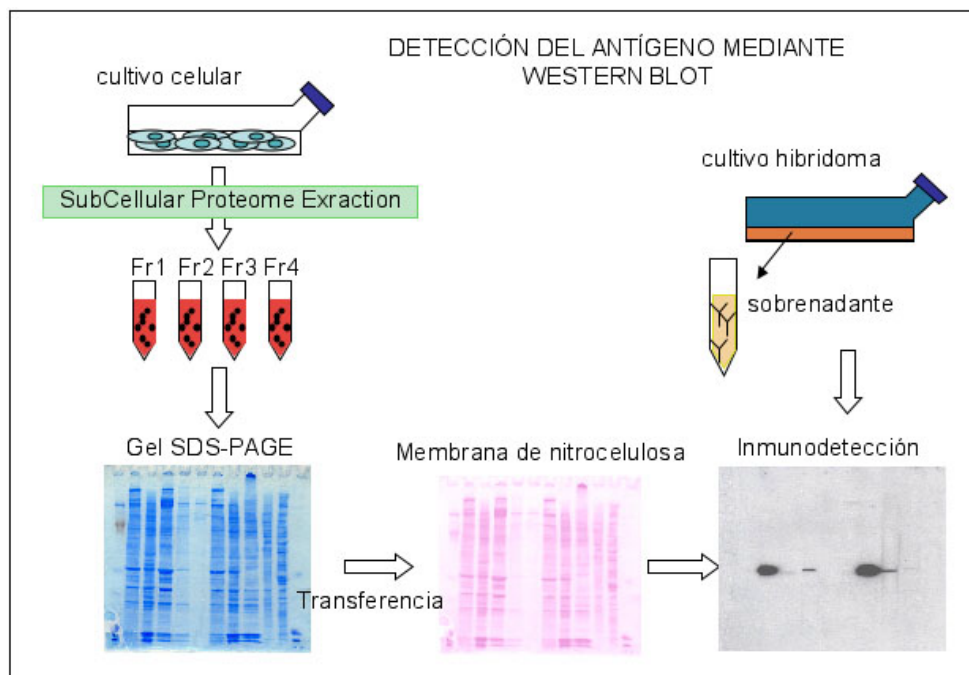 DETECCIÓN DEL ANTÍGENO MEDIANTE
WESTERN BLOT
cultivo celular
SubCellular Proteome Exraction
Fr1 Fr2 Fr3 Fr4
cultivo hibridoma
sobrenadante
Gel SDS-PAGE
Transferencia
Membrana de nitrocelulosa
Inmunodetección